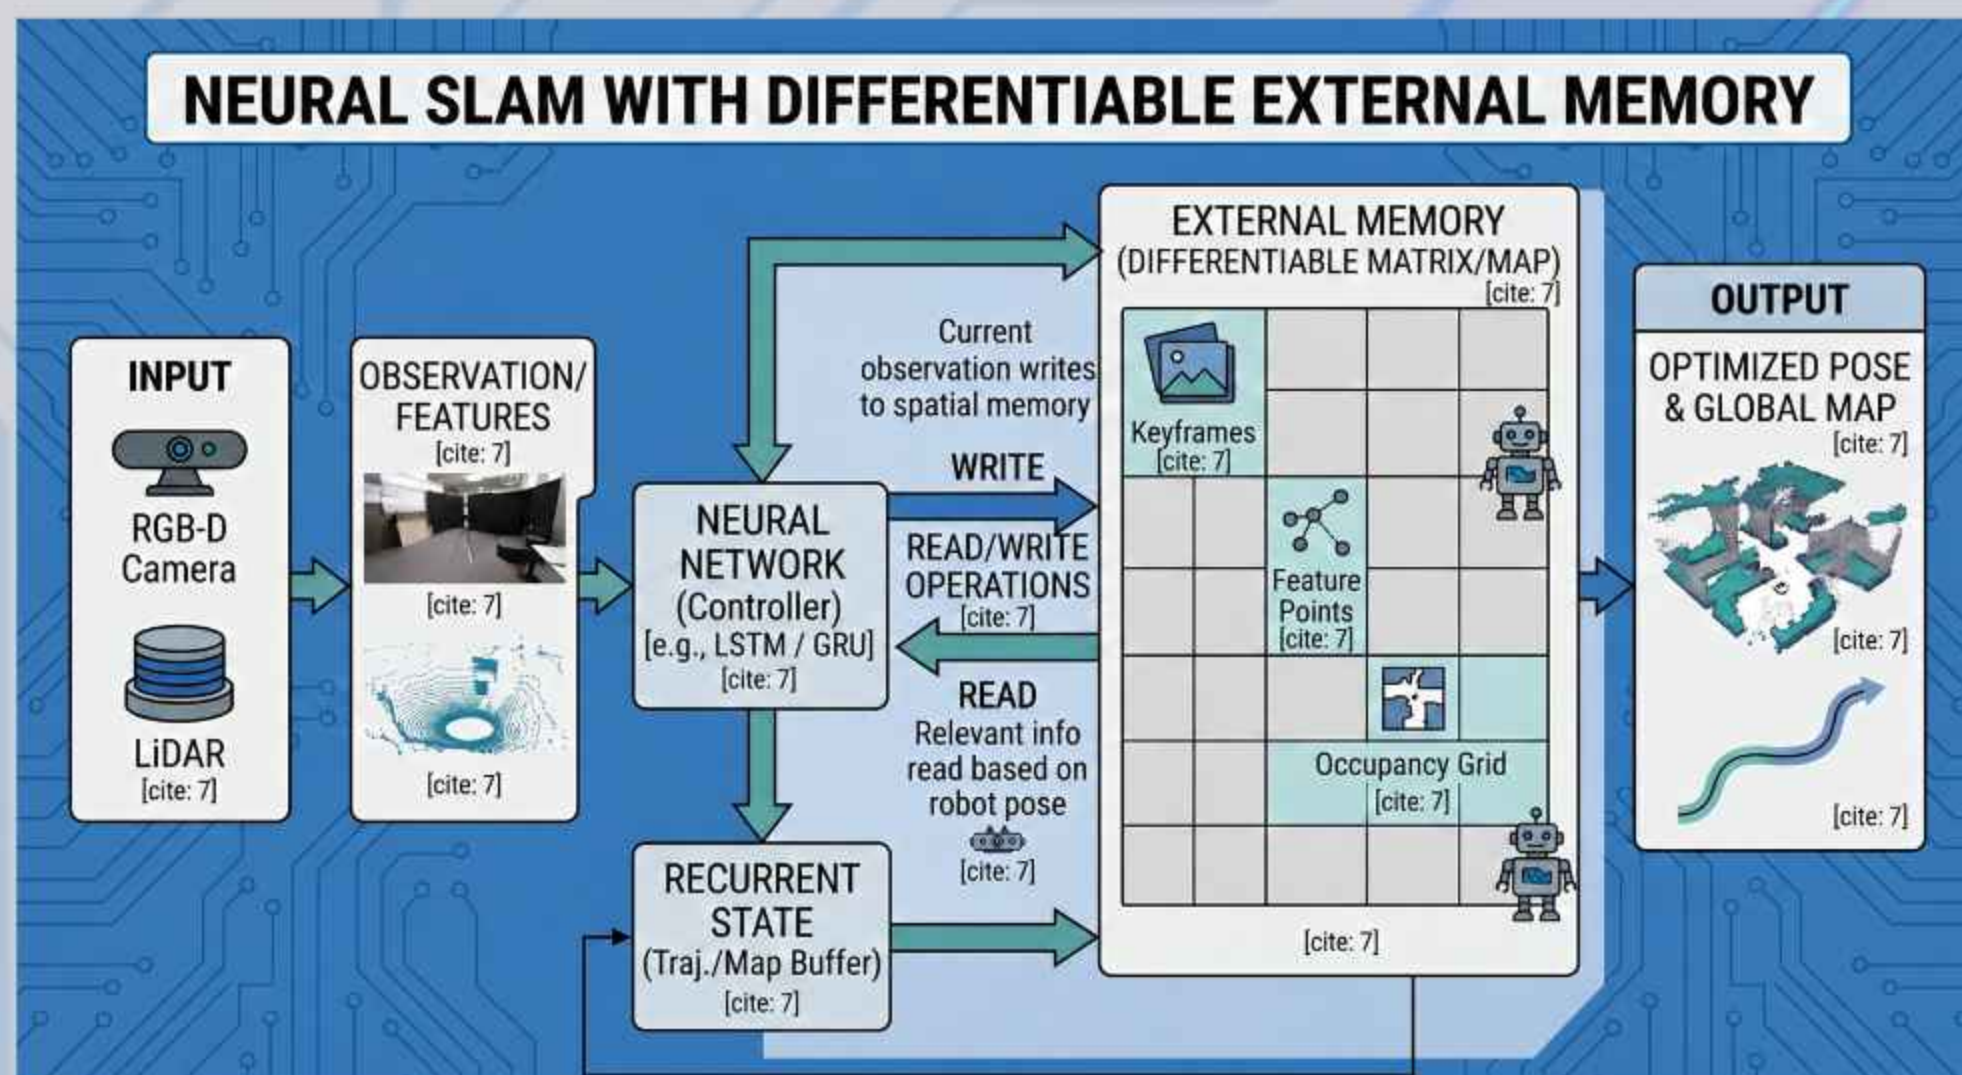 NEURAL SLAM WITH DIFFERENTIABLE EXTERNAL MEMORY
INPUT
RGB-D
Camera
LiDAR
[cite: 7]
OBSERVATION/
FEATURES
[cite: 7]
[cite: 7]
[cite: 7]
NEURAL
NETWORK
(Controller)
[e.g., LSTM / GRU]
[cite: 7]
RECURRENT
STATE
(Traj./Map Buffer)
[cite: 7]
Current
observation writes
to spatial memory
WRITE
READ/WRITE
OPERATIONS
[cite: 7]
READ
Relevant info
read based on
robot pose
[cite: 7]
EXTERNAL MEMORY
(DIFFERENTIABLE MATRIX/MAP)
[cite: 7]
Keyframes
[cite: 7]
Feature
Points
[cite: 7]
Occupancy Grid
[cite: 7]
[cite: 7]
OUTPUT
OPTIMIZED POSE
& GLOBAL MAP
[cite: 7]
[cite: 7]
[cite: 7]